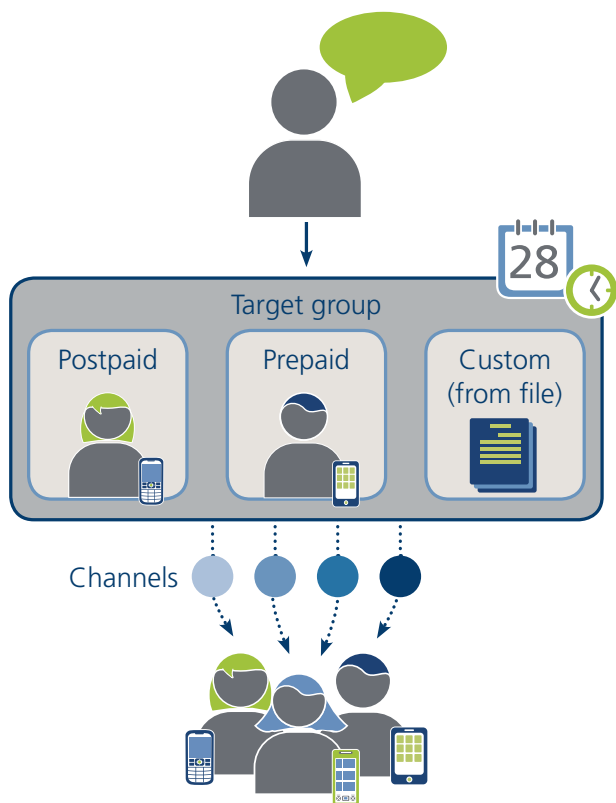 28
Target group
Postpaid
Prepaid
Custom
(from file)
Channels